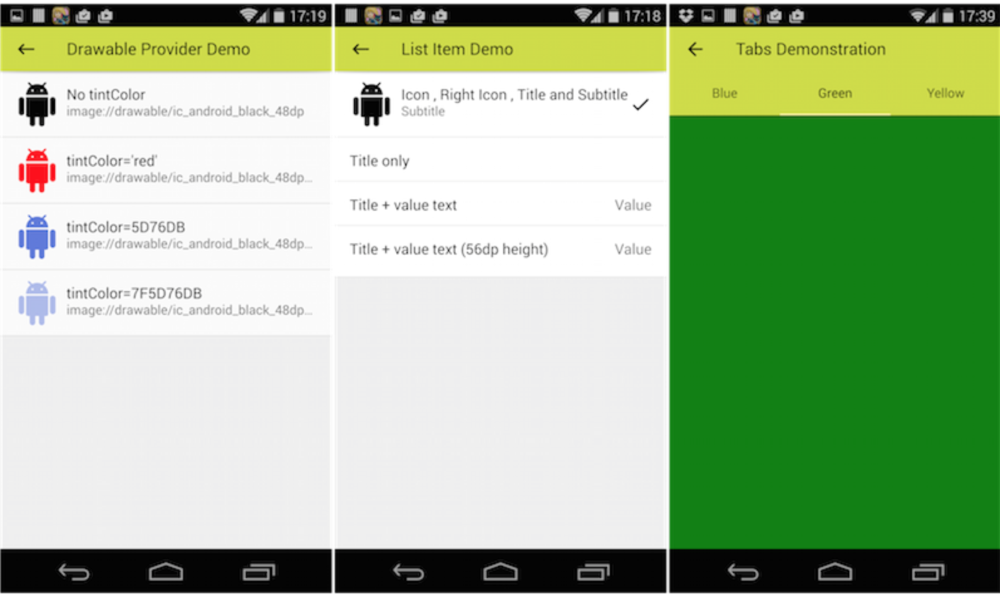 17:19
Drawable Provider Demo
No tintColor
image://drawable/ic_android_black_48dp
tintColor='red'
image://drawable/ic_android_black_48dp...
tintColor=5D76DB
image://drawable/ic_android_black_48dp...
tintColor=7F5D76DB
image://drawable/ic_android_black_48dp...
17:18
List Item Demo
Icon , Right Icon , Title and Subtitle
Subtitle
Title only
Title + value text Value
Title + value text (56dp height) Value
17:39
Tabs Demonstration
Blue Green Yellow